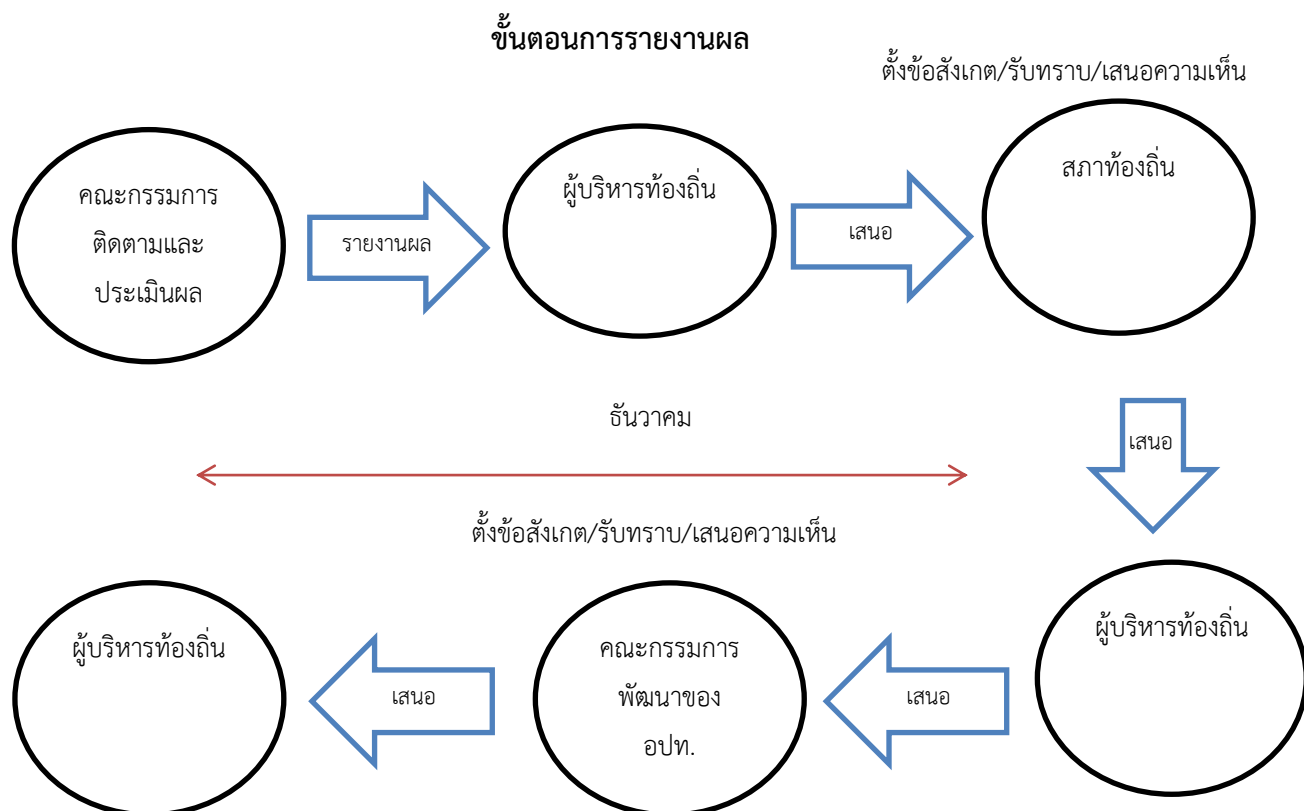 ขั้นตอนการรายงานผล
ตั้งข้อสังเกต/รับทราบ/เสนอความเห็น
คณะกรรมการ
ติดตามและ
ประเมินผล
รายงานผล
ผู้บริหารท้องถิ่น
เสนอ
สภาท้องถิ่น
ธันวาคม
เสนอ
ตั้งข้อสังเกต/รับทราบ/เสนอความเห็น
ผู้บริหารท้องถิ่น
เสนอ
คณะกรรมการ
พัฒนาของ
อปท.
เสนอ
ผู้บริหารท้องถิ่น